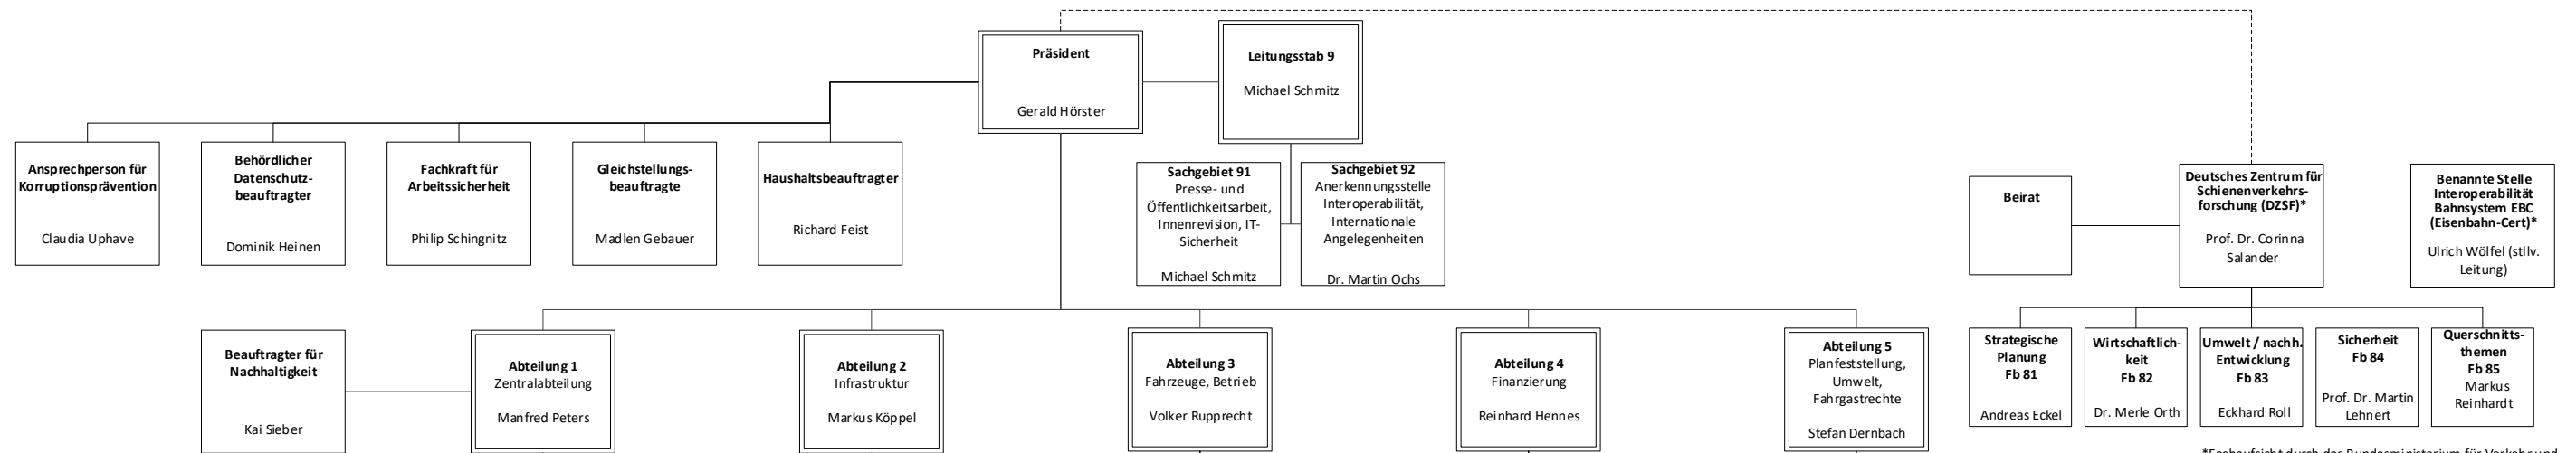 Präsident
Gerald Hörster
Leitungsstab 9
Michael Schmitz
Ansprechperson für
Korruptionsprävention
Claudia Uphave
Behördlicher
Datenschutz-
beauftragter
Dominik Heinen
Fachkraft für
Arbeitssicherheit
Philip Schingnitz
Gleichstellungs-
beauftragte
Madlen Gebauer
Haushaltsbeauftragter
Richard Feist
Sachgebiet 91
Presse- und
Öffentlichkeitsarbeit,
Innenrevision, IT-
Sicherheit
Michael Schmitz
Sachgebiet 92
Anerkennungsstelle
Interoperabilität,
Internationale
Angelegenheiten
Dr. Martin Ochs
Beirat
Deutsches Zentrum für
Schienenverkehrs-
forschung (DZSF)*
Prof. Dr. Corinna
Salander
Benannte Stelle
Interoperabilität
Bahnsystem EBC
(Eisenbahn-Cert)*
Ulrich Wölfel (stllv.
Leitung)
Beauftragter für
Nachhaltigkeit
Kai Sieber
Abteilung 1
Zentralabteilung
Manfred Peters
Abteilung 2
Infrastruktur
Markus Köppel
Abteilung 3
Fahrzeuge, Betrieb
Volker Rupprecht
Abteilung 4
Finanzierung
Reinhard Hennes
Abteilung 5
Planfeststellung,
Umwelt,
Fahrgastrechte
Stefan Dernbach
Strategische
Planung
Fb 81
Andreas Eckel
Wirtschaftlich-
keit
Fb 82
Dr. Merle Orth
Umwelt / nachh.
Entwicklung
Fb 83
Eckhard Roll
Sicherheit
Fb 84
Prof. Dr. Martin
Lehnert
Querschnitts-
themen
Fb 85
Markus
Reinhardt
*Fachaufsicht durch das Bundesministerium für Verkehr und